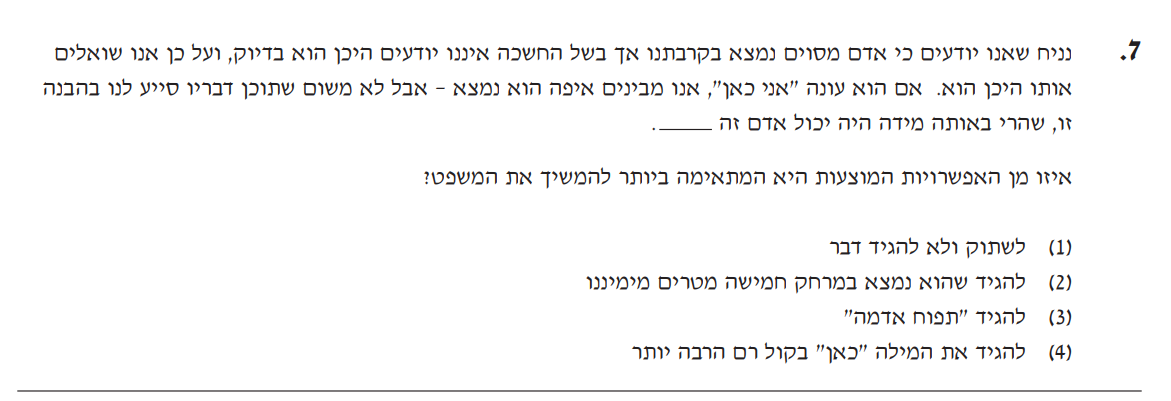 7. נניח שאנו יודעים כי אדם מסוים נמצא בקרבתנו אך בשל החשכה איננו יודעים היכן הוא בדיוק, ועל כן אנו שואלים
אותו היכן הוא. אם הוא עונה "אני כאן", אנו מבינים איפה הוא נמצא – אבל לא משום שתוכן דבריו סייע לנו בהבנה
זו, שהרי באותה מידה היה יכול אדם זה _____.
איזו מן האפשרויות המוצעות היא המתאימה ביותר להמשיך את המשפט?
(1) לשתוק ולא להגיד דבר
(2) להגיד שהוא נמצא במרחק חמישה מטרים מימיננו
(3) להגיד "תפוח אדמה"
(4) להגיד את המילה "כאן" בקול רם הרבה יותר